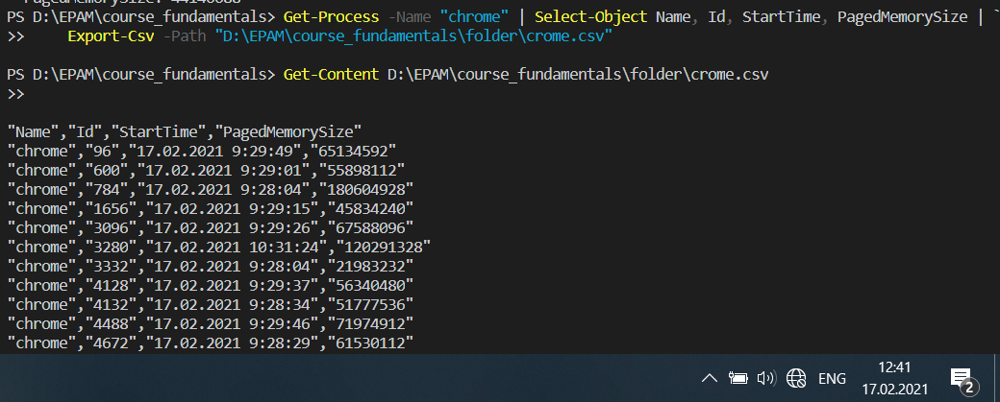 PagedMemorySize: 44146688
PS D:\EPAM\course_fundamentals> Get-Process -Name "chrome" | Select-Object Name, Id, StartTime, PagedMemorySize | `
>>     Export-Csv -Path "D:\EPAM\course_fundamentals\folder\crome.csv"
PS D:\EPAM\course_fundamentals> Get-Content D:\EPAM\course_fundamentals\folder\crome.csv
>>
"Name","Id","StartTime","PagedMemorySize"
"chrome","96","17.02.2021 9:29:49","65134592"
"chrome","600","17.02.2021 9:29:01","55898112"
"chrome","784","17.02.2021 9:28:04","180604928"
"chrome","1656","17.02.2021 9:29:15","45834240"
"chrome","3096","17.02.2021 9:29:26","67588096"
"chrome","3280","17.02.2021 10:31:24","120291328"
"chrome","3332","17.02.2021 9:28:04","21983232"
"chrome","4128","17.02.2021 9:29:37","56340480"
"chrome","4132","17.02.2021 9:28:34","51777536"
"chrome","4488","17.02.2021 9:29:46","71974912"
"chrome","4672","17.02.2021 9:28:29","61530112"
ENG
12:41
17.02.2021
2